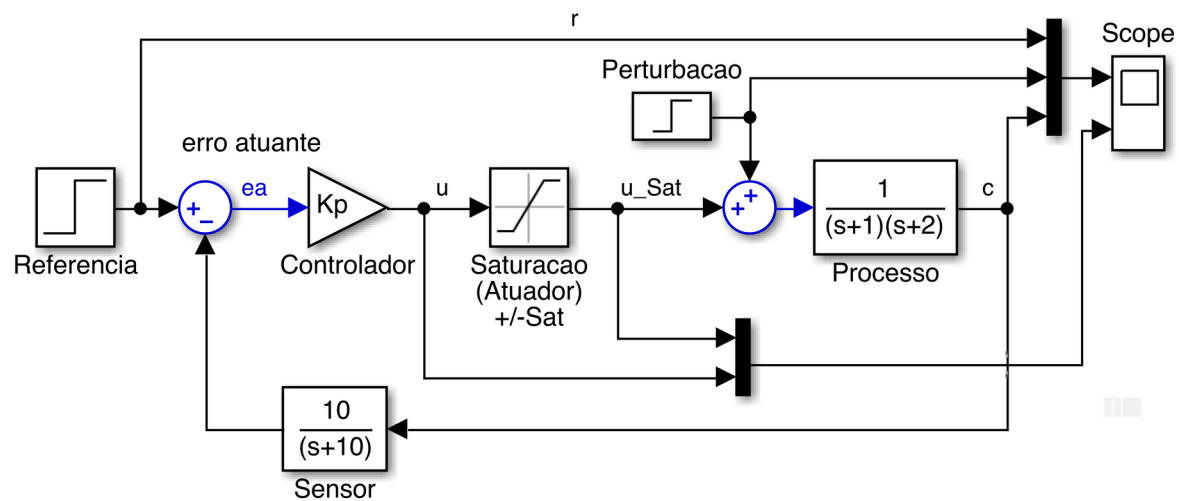 r
Scope
Perturbacao
erro atuante
+
−
ea
Kp
u
u_Sat
+
+
1
(s+1)(s+2)
c
Referencia
Controlador
Saturacao
(Atuador)
+/-Sat
Processo
10
(s+10)
Sensor